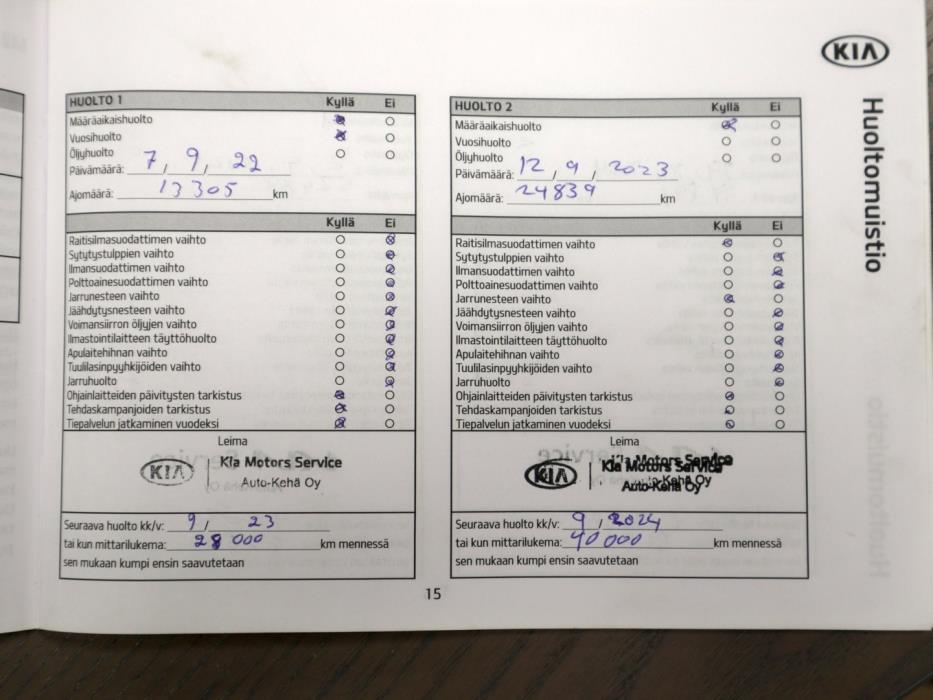 KIA
Huoltomuistio
HUOLTO 1 Kyllä Ei
Määräaikaishuolto
Vuosihuolto
Öljyhuolto
Päivämäärä: 7, 9, 22
Ajomäärä: 13305 km
Kyllä Ei
Raitisilmasuodattimen vaihto
Sytytystulppien vaihto
Ilmansuodattimen vaihto
Polttoainesuodattimen vaihto
Jarrunesteen vaihto
Jäähdytysnesteen vaihto
Voimansiirron öljyjen vaihto
Ilmastointilaitteen täyttöhuolto
Apulaitehihnan vaihto
Tuulilasinpyyhkijöiden vaihto
Jarruhuolto
Ohjainlaitteiden päivitysten tarkistus
Tehdaskampanjoiden tarkistus
Tiepalvelun jatkaminen vuodeksi
Leima
KIA Kia Motors Service
Auto-Kehä Oy
Seuraava huolto kk/v: 9 / 23
tai kun mittarilukema: 28 000 km mennessä
sen mukaan kumpi ensin saavutetaan
HUOLTO 2 Kyllä Ei
Määräaikaishuolto
Vuosihuolto
Öljyhuolto
Päivämäärä: 12, 9, 2023
Ajomäärä: 24839 km
Kyllä Ei
Raitisilmasuodattimen vaihto
Sytytystulppien vaihto
Ilmansuodattimen vaihto
Polttoainesuodattimen vaihto
Jarrunesteen vaihto
Jäähdytysnesteen vaihto
Voimansiirron öljyjen vaihto
Ilmastointilaitteen täyttöhuolto
Apulaitehihnan vaihto
Tuulilasinpyyhkijöiden vaihto
Jarruhuolto
Ohjainlaitteiden päivitysten tarkistus
Tehdaskampanjoiden tarkistus
Tiepalvelun jatkaminen vuodeksi
Leima
KIA Kia Motors Service
Auto-Kehä Oy
Seuraava huolto kk/v: 9 / 2024
tai kun mittarilukema: 40000 km mennessä
sen mukaan kumpi ensin saavutetaan
15